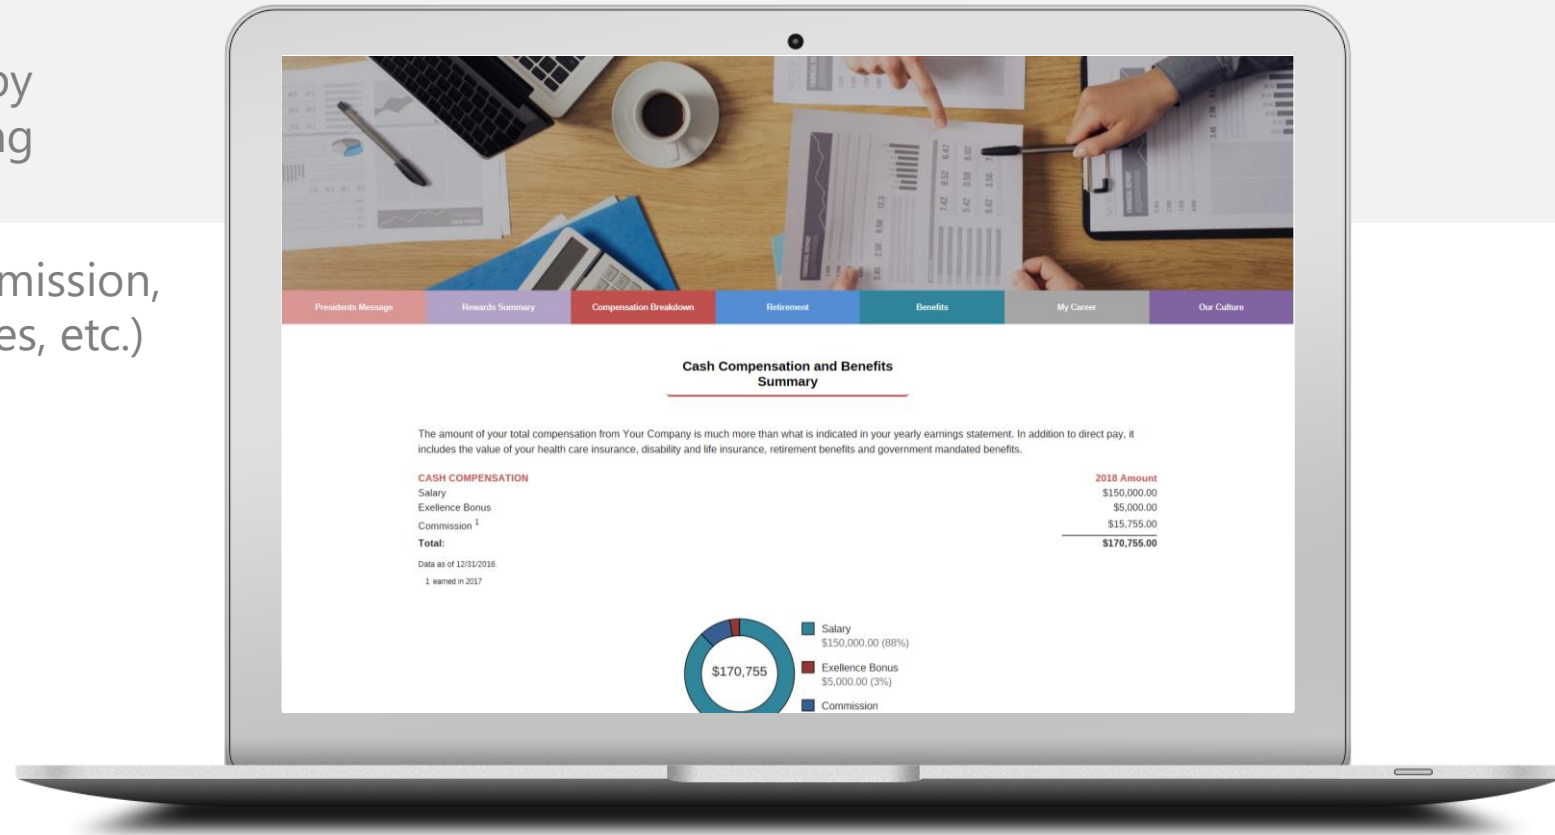 by
ng
mission,
es, etc.)
Presidents Message
Rewards Summary
Compensation Breakdown
Retirement
Benefits
My Career
Our Culture
Cash Compensation and Benefits
Summary
The amount of your total compensation from Your Company is much more than what is indicated in your yearly earnings statement. In addition to direct pay, it
includes the value of your health care insurance, disability and life insurance, retirement benefits and government mandated benefits.
CASH COMPENSATION 2018 Amount
Salary $150,000.00
Exellence Bonus $5,000.00
Commission 1 $15,755.00
Total: $170,755.00
Data as of 12/31/2016.
1 earned in 2017
$170,755
Salary
$150,000.00 (88%)
Exellence Bonus
$5,000.00 (3%)
Commission